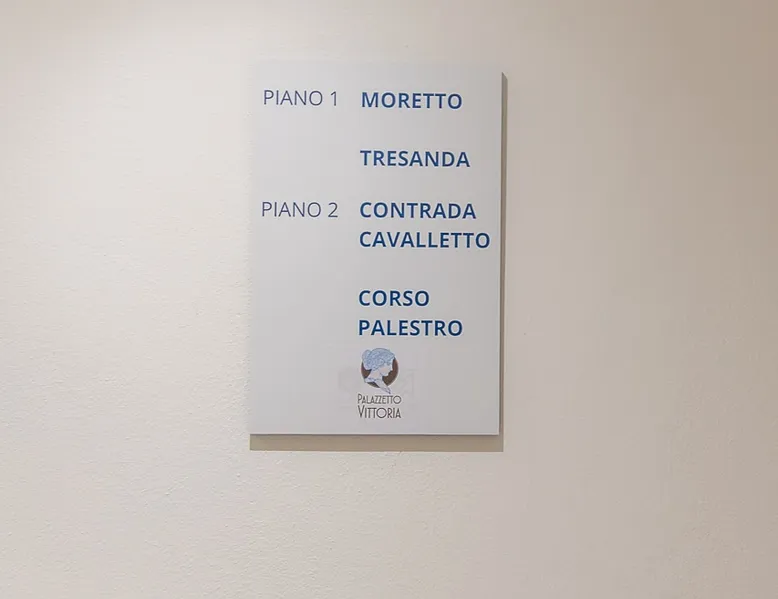 PIANO 1 MORETTO
TRESANDA
PIANO 2 CONTRADA
CAVALLETTO
CORSO
PALESTRO
PALAZZETTO
VITTORIA